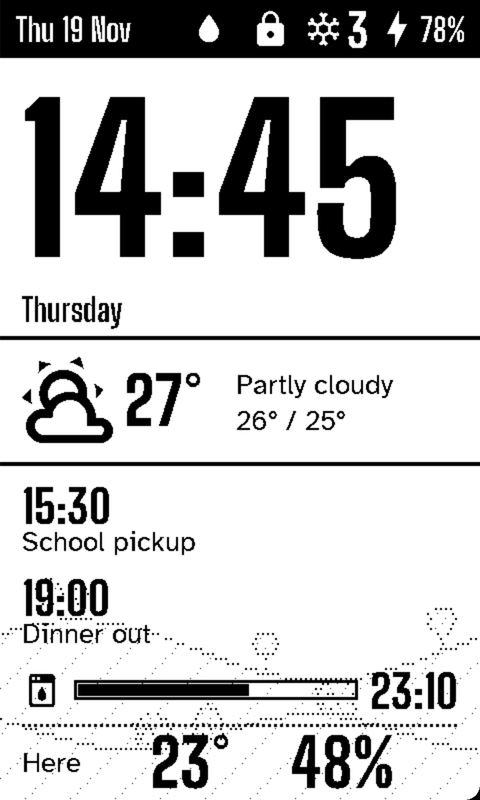 Thu 19 Nov 3 78%
14:45
Thursday
27° Partly cloudy
26° / 25°
15:30
School pickup
19:00
Dinner out
23:10
Here 23° 48%